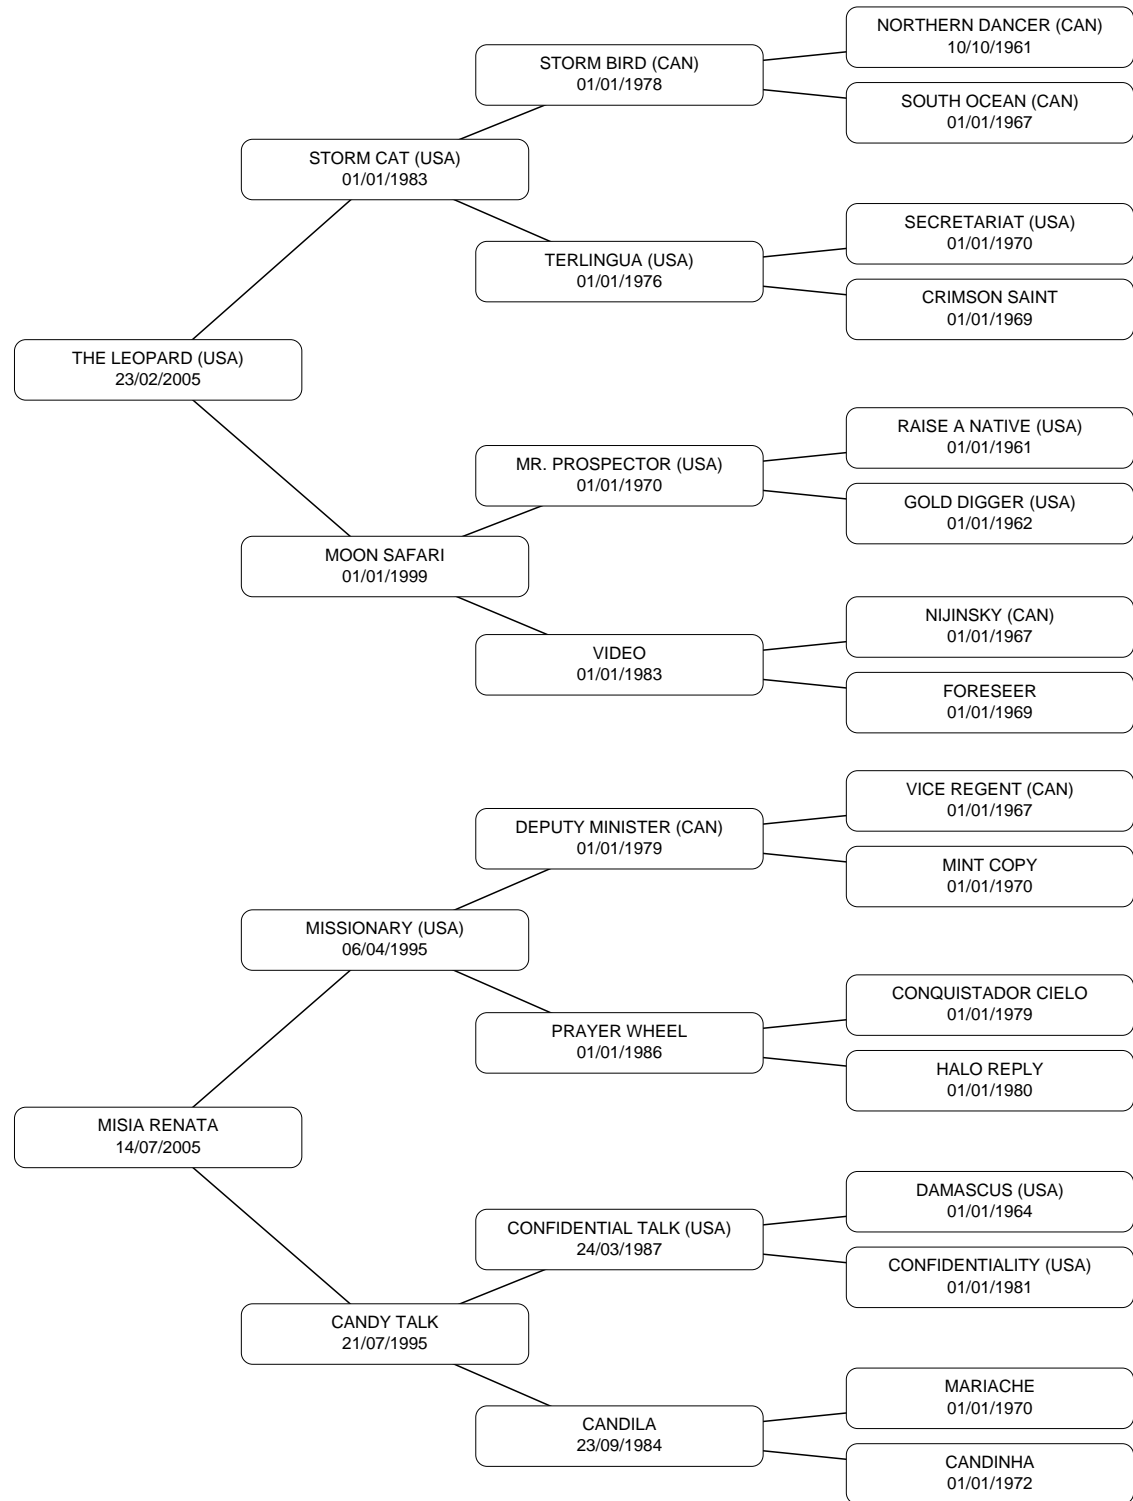 NORTHERN DANCER (CAN)
10/10/1961
STORM BIRD (CAN)
01/01/1978
SOUTH OCEAN (CAN)
01/01/1967
STORM CAT (USA)
01/01/1983
SECRETARIAT (USA)
01/01/1970
TERLINGUA (USA)
01/01/1976
CRIMSON SAINT
01/01/1969
THE LEOPARD (USA)
23/02/2005
RAISE A NATIVE (USA)
01/01/1961
MR. PROSPECTOR (USA)
01/01/1970
GOLD DIGGER (USA)
01/01/1962
MOON SAFARI
01/01/1999
NIJINSKY (CAN)
01/01/1967
VIDEO
01/01/1983
FORESEER
01/01/1969
VICE REGENT (CAN)
01/01/1967
DEPUTY MINISTER (CAN)
01/01/1979
MINT COPY
01/01/1970
MISSIONARY (USA)
06/04/1995
CONQUISTADOR CIELO
01/01/1979
PRAYER WHEEL
01/01/1986
HALO REPLY
01/01/1980
MISIA RENATA
14/07/2005
DAMASCUS (USA)
01/01/1964
CONFIDENTIAL TALK (USA)
24/03/1987
CONFIDENTIALITY (USA)
01/01/1981
CANDY TALK
21/07/1995
MARIACHE
01/01/1970
CANDILA
23/09/1984
CANDINHA
01/01/1972